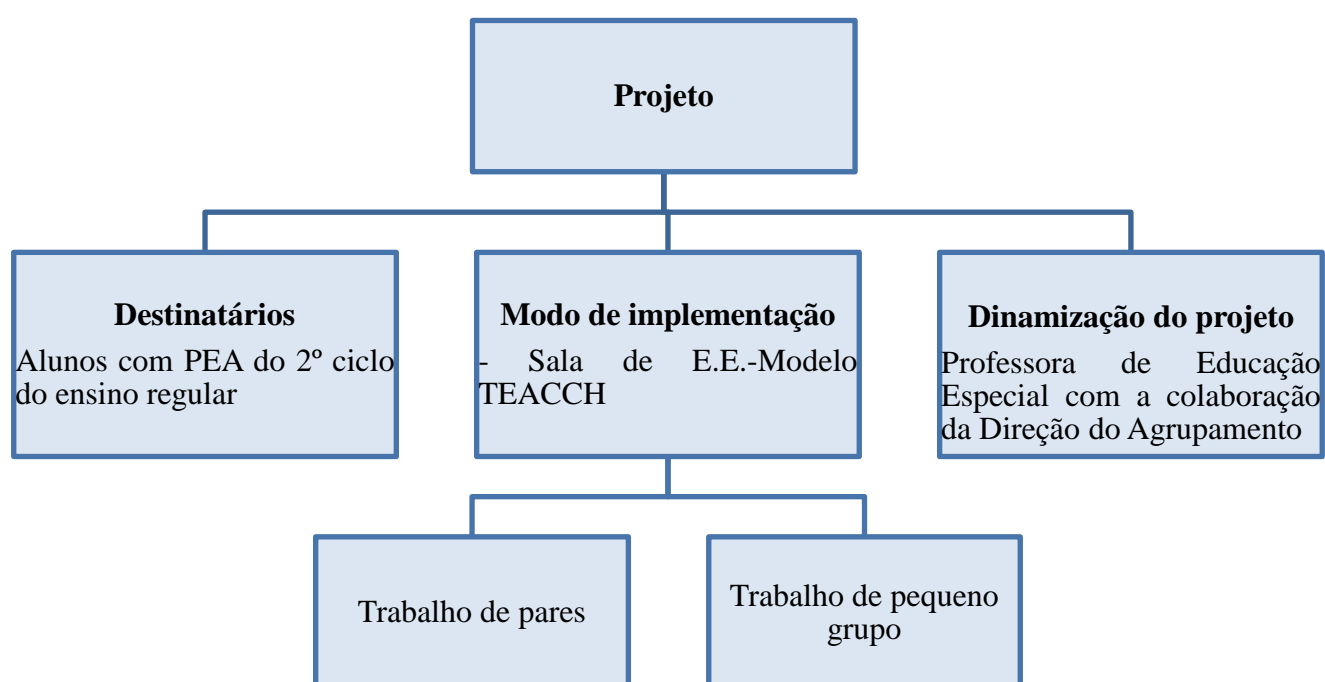 Projeto
Destinatários
Alunos com PEA do 2º ciclo
do ensino regular
Modo de implementação
- Sala de E.E.-Modelo
TEACCH
Dinamização do projeto
Professora de Educação
Especial com a colaboração
da Direção do Agrupamento
Trabalho de pares
Trabalho de pequeno
grupo